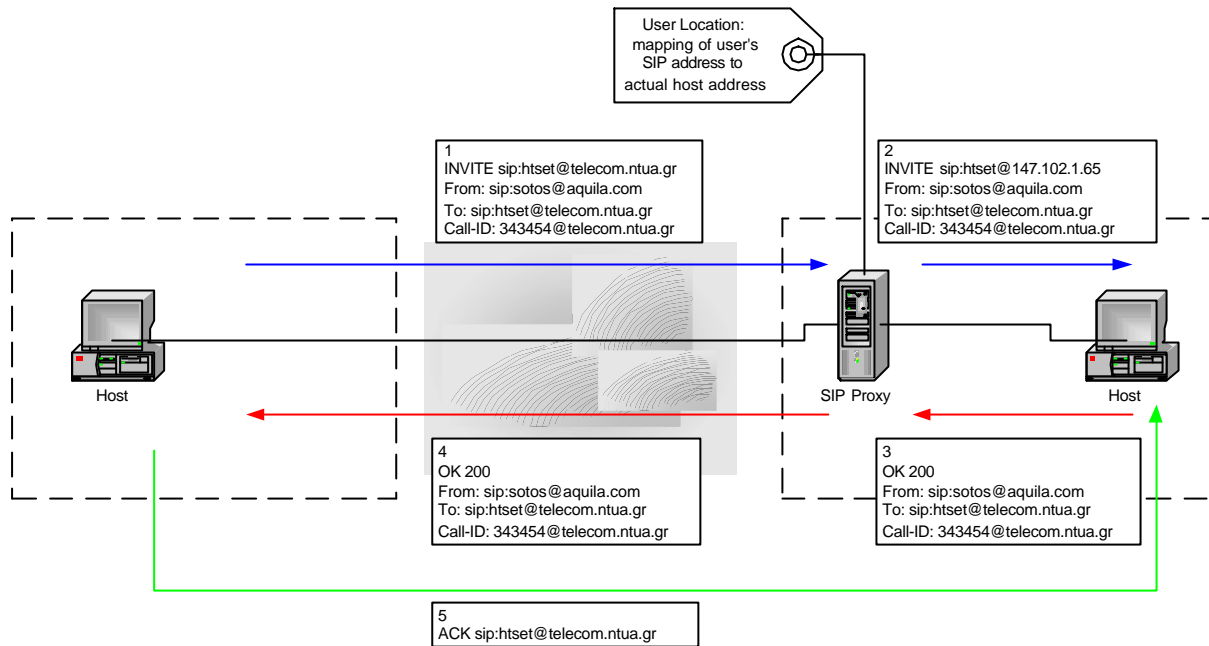 User Location:
mapping of user's
SIP address to
actual host address
1
INVITE sip:htset@telecom.ntua.gr
From: sip:sotos@aquila.com
To: sip:htset@telecom.ntua.gr
Call-ID: 343454@telecom.ntua.gr
2
INVITE sip:htset@147.102.1.65
From: sip:sotos@aquila.com
To: sip:htset@telecom.ntua.gr
Call-ID: 343454@telecom.ntua.gr
Host
SIP Proxy
Host
4
OK 200
From: sip:sotos@aquila.com
To: sip:htset@telecom.ntua.gr
Call-ID: 343454@telecom.ntua.gr
3
OK 200
From: sip:sotos@aquila.com
To: sip:htset@telecom.ntua.gr
Call-ID: 343454@telecom.ntua.gr
5
ACK sip:htset@telecom.ntua.gr